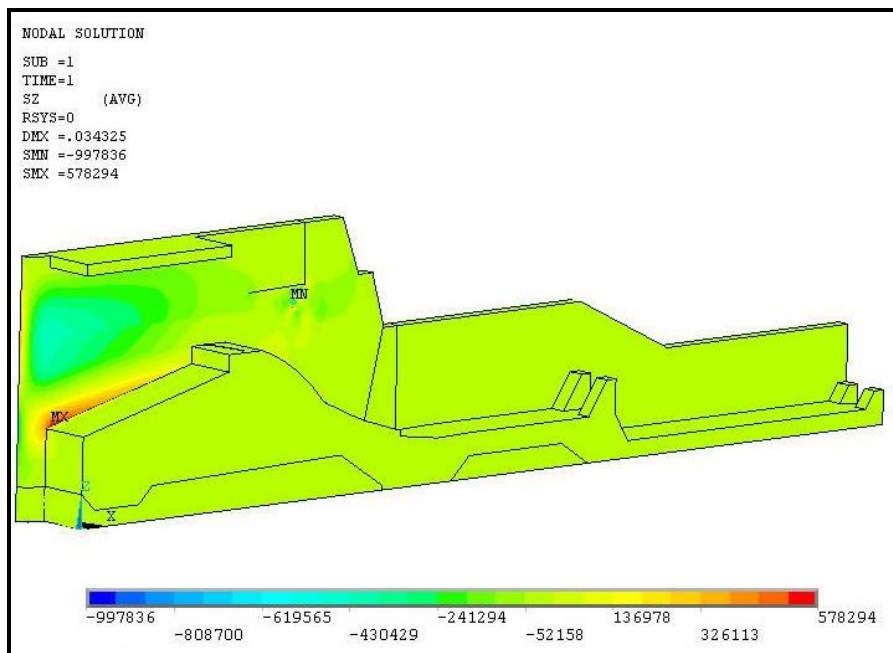 NODAL SOLUTION
SUB =1
TIME=1
SZ (AVG)
RSYS=0
DMX =.034325
SMN =-997836
SMX =578294
MN
MX
Z
X
-997836 -619565 -241294 136978 578294
-808700 -430429 -52158 326113